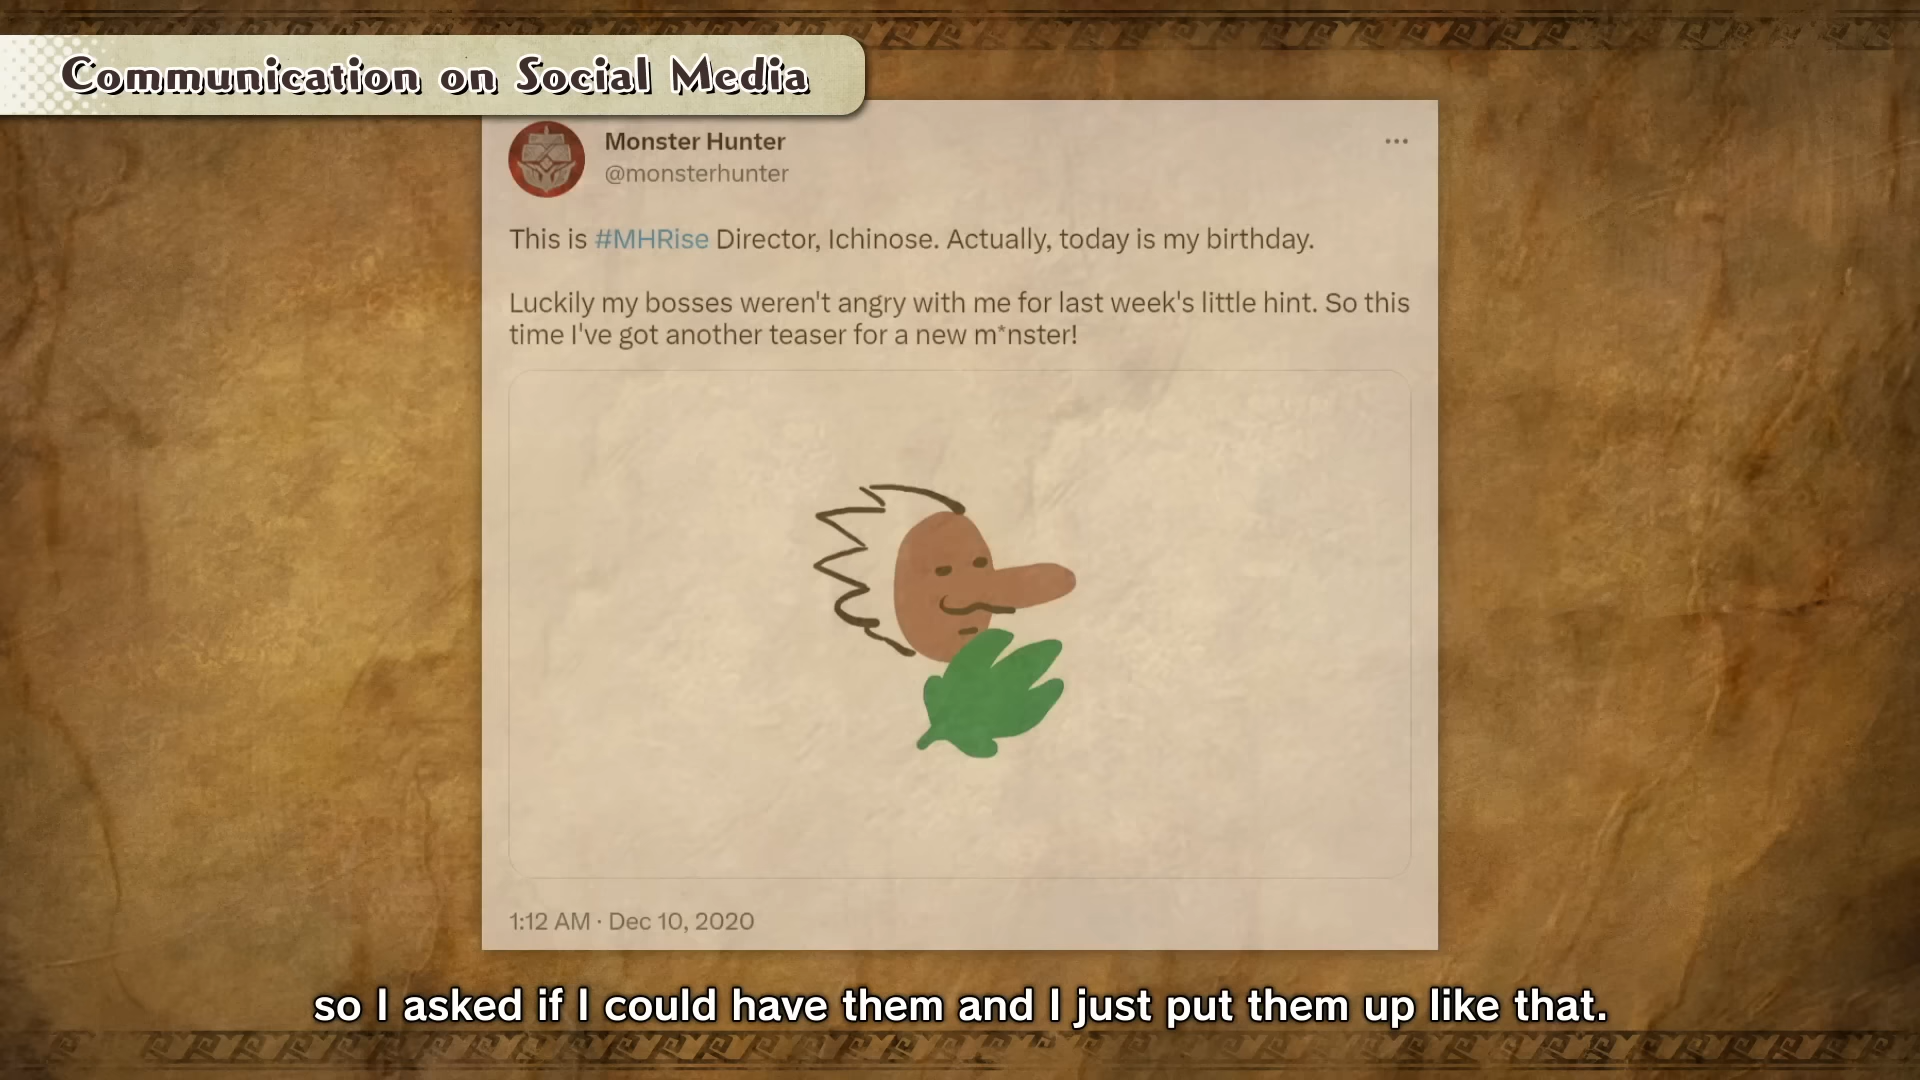 Communication on Social Media
Monster Hunter
@monsterhunter
This is #MHRise Director, Ichinose. Actually, today is my birthday.
Luckily my bosses weren't angry with me for last week's little hint. So this
time I've got another teaser for a new m*nster!
1:12 AM · Dec 10, 2020
so I asked if I could have them and I just put them up like that.